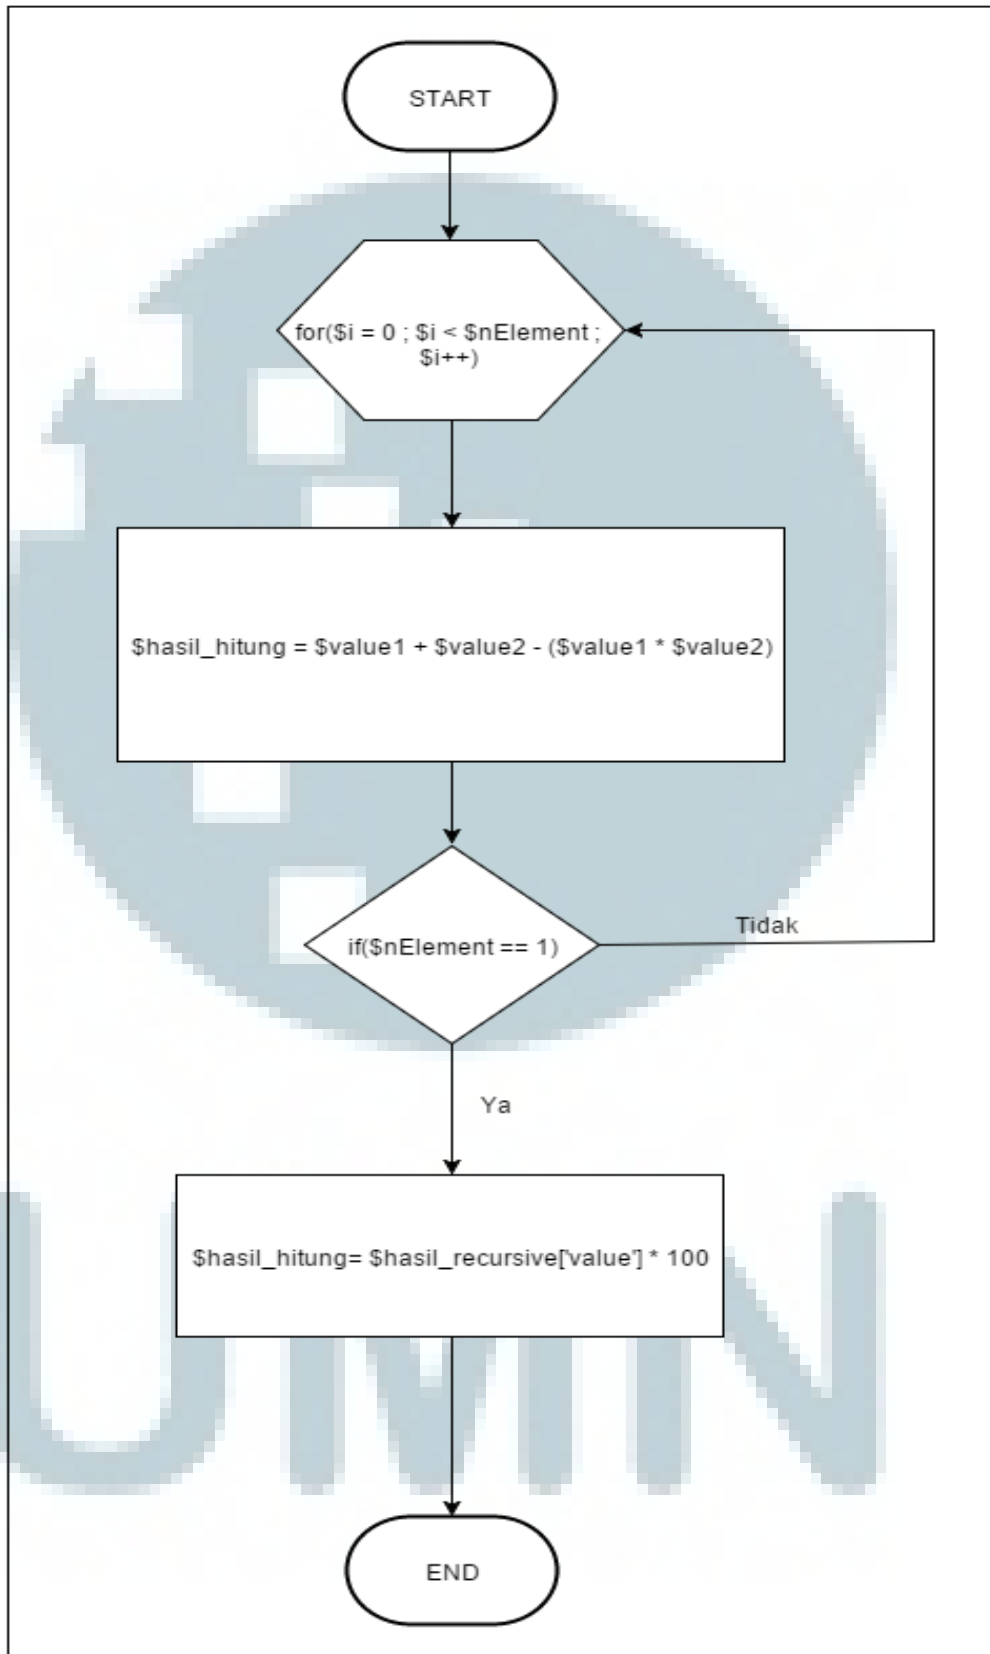 START
for($i = 0 ; $i < $nElement ;
$i++)
$hasil_hitung = $value1 + $value2 - ($value1 * $value2)
if($nElement == 1)
Tidak
Ya
$hasil_hitung= $hasil_recursive['value'] * 100
UMN
END